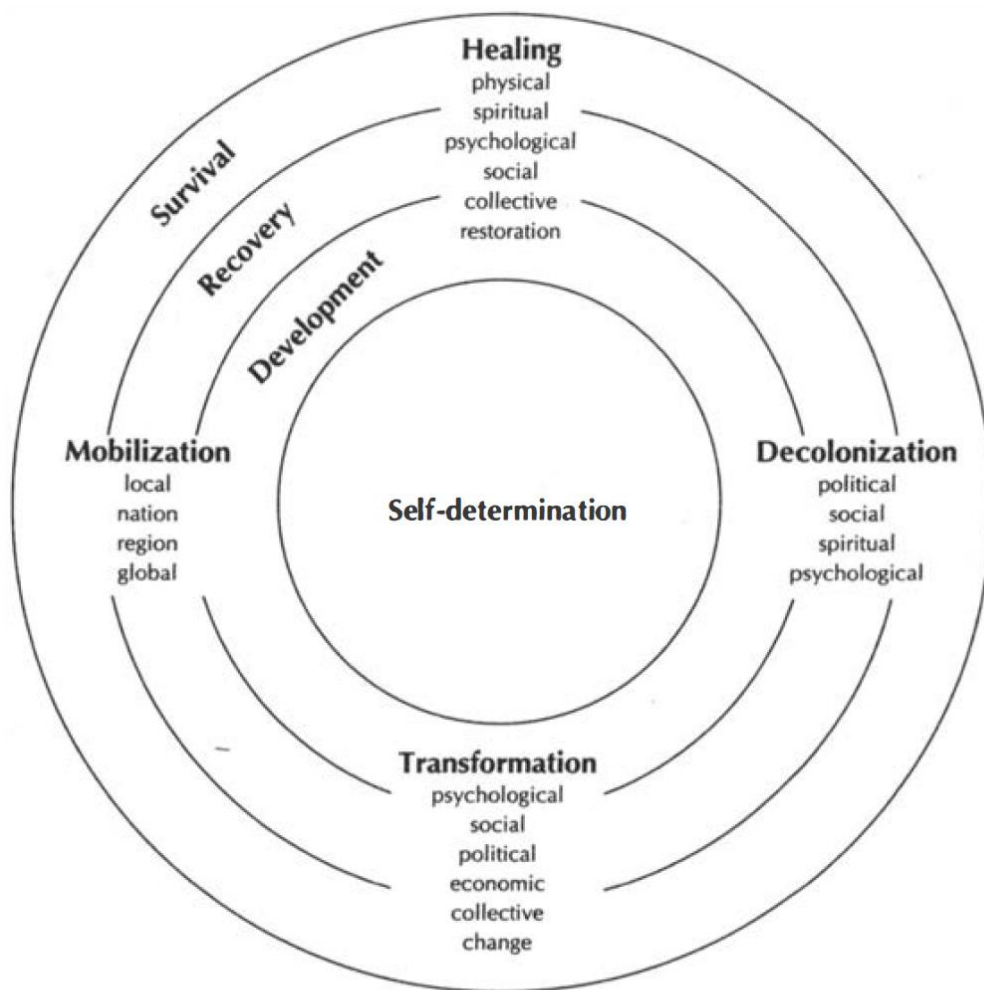 Healing
physical
spiritual
psychological
social
collective
restoration
Survival
Recovery
Development
Mobilization
local
nation
region
global
Self-determination
Decolonization
political
social
spiritual
psychological
Transformation
psychological
social
political
economic
collective
change